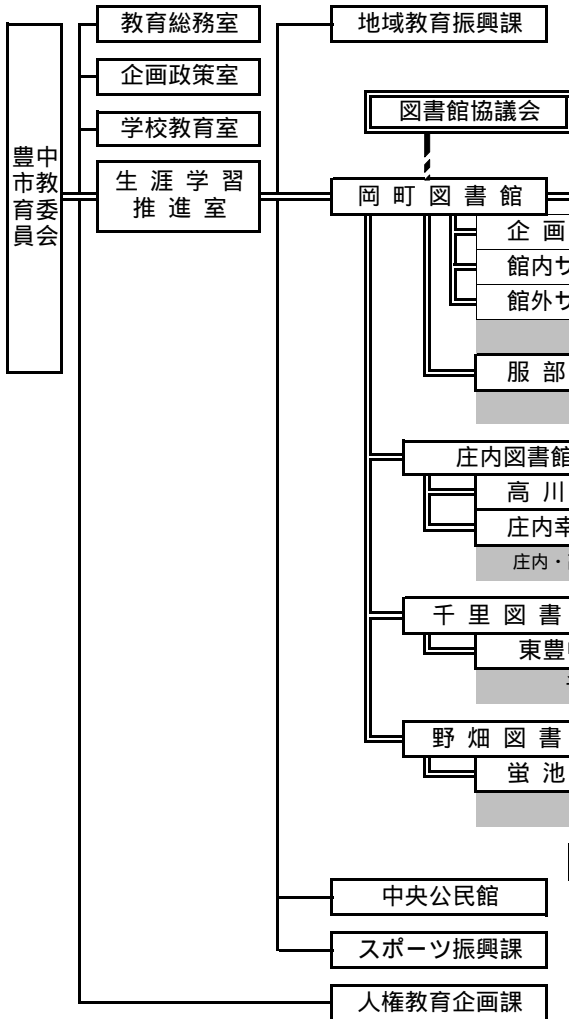 教育総務室
地域教育振興課
企画政策室
図書館協議会
学校教育室
豊中市教育委員会
生涯学習
推進室
岡町図書館
企画
館内サ
館外サ
服部
庄内図書館
高川
庄内幸
庄内・
千里図書
東豊中
野畑図書
蛍池
中央公民館
スポーツ振興課
人権教育企画課